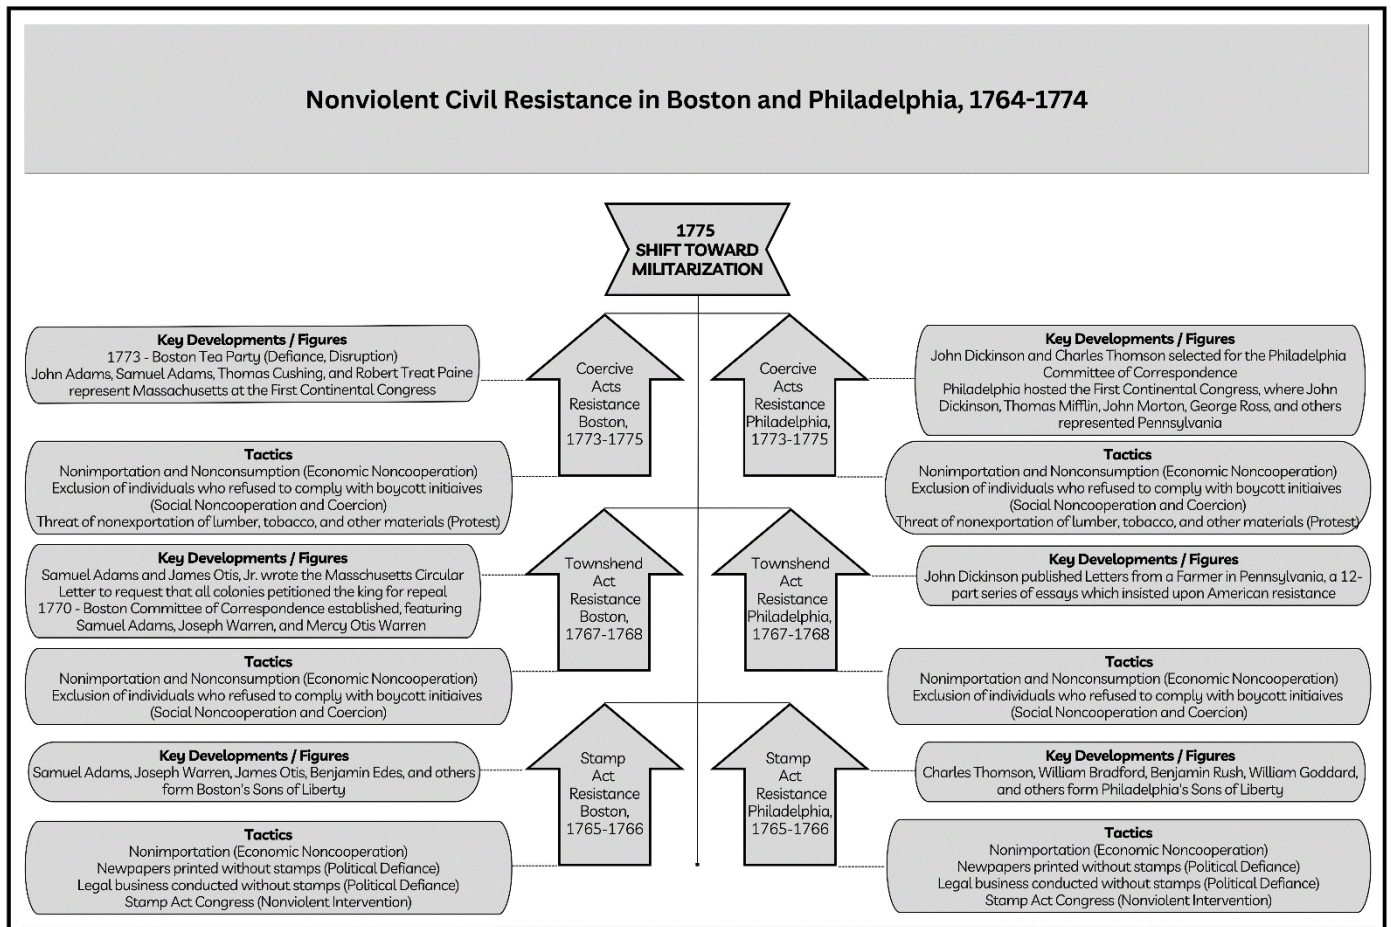 Nonviolent Civil Resistance in Boston and Philadelphia, 1764-1774
1775
SHIFT TOWARD
MILITARIZATION
Key Developments / Figures
1773 - Boston Tea Party (Defiance, Disruption)
John Adams, Samuel Adams, Thomas Cushing, and Robert Treat Paine
represent Massachusetts at the First Continental Congress
Coercive
Acts
Resistance
Boston,
1773-1775
Coercive
Acts
Resistance
Philadelphia,
1773-1775
Key Developments / Figures
John Dickinson and Charles Thomson selected for the Philadelphia
Committee of Correspondence
Philadelphia hosted the First Continental Congress, where John
Dickinson, Thomas Mifflin, John Morton, George Ross, and others
represented Pennsylvania
Tactics
Nonimportation and Nonconsumption (Economic Noncooperation)
Exclusion of individuals who refused to comply with boycott initiaives
(Social Noncooperation and Coercion)
Threat of nonexportation of lumber, tobacco, and other materials (Protest)
Tactics
Nonimportation and Nonconsumption (Economic Noncooperation)
Exclusion of individuals who refused to comply with boycott initiaives
(Social Noncooperation and Coercion)
Threat of nonexportation of lumber, tobacco, and other materials (Protest)
Key Developments / Figures
Samuel Adams and James Otis, Jr. wrote the Masschusetts Circular
Letter to request that all colonies petitioned the king for repeal
1770 - Boston Committee of Correspondence established, featuring
Samuel Adams, Joseph Warren, and Mercy Otis Warren
Townshend
Act
Resistance
Boston,
1767-1768
Townshend
Act
Resistance
Philadelphia,
1767-1768
Key Developments / Figures
John Dickinson published Letters from a Farmer in Pennsylvania, a 12-
part series of essays which insisted upon American resistance
Tactics
Nonimportation and Nonconsumption (Economic Noncooperation)
Exclusion of individuals who refused to comply with boycott initiaives
(Social Noncooperation and Coercion)
Tactics
Nonimportation and Nonconsumption (Economic Noncooperation)
Exclusion of individuals who refused to comply with boycott initiaives
(Social Noncooperation and Coercion)
Key Developments / Figures
Samuel Adams, Joseph Warren, James Otis, Benjamin Edes, and others
form Boston's Sons of Liberty
Stamp
Act
Resistance
Boston,
1765-1766
Stamp
Act
Resistance
Philadelphia,
1765-1766
Key Developments / Figures
Charles Thomson, William Bradford, Benjamin Rush, William Goddard,
and others form Philadelphia's Sons of Liberty
Tactics
Nonimportation (Economic Noncooperation)
Newpapers printed without stamps (Political Defiance)
Legal business conducted without stamps (Political Defiance)
Stamp Act Congress (Nonviolent Intervention)
Tactics
Nonimportation (Economic Noncooperation)
Newpapers printed without stamps (Political Defiance)
Legal business conducted without stamps (Political Defiance)
Stamp Act Congress (Nonviolent Intervention)